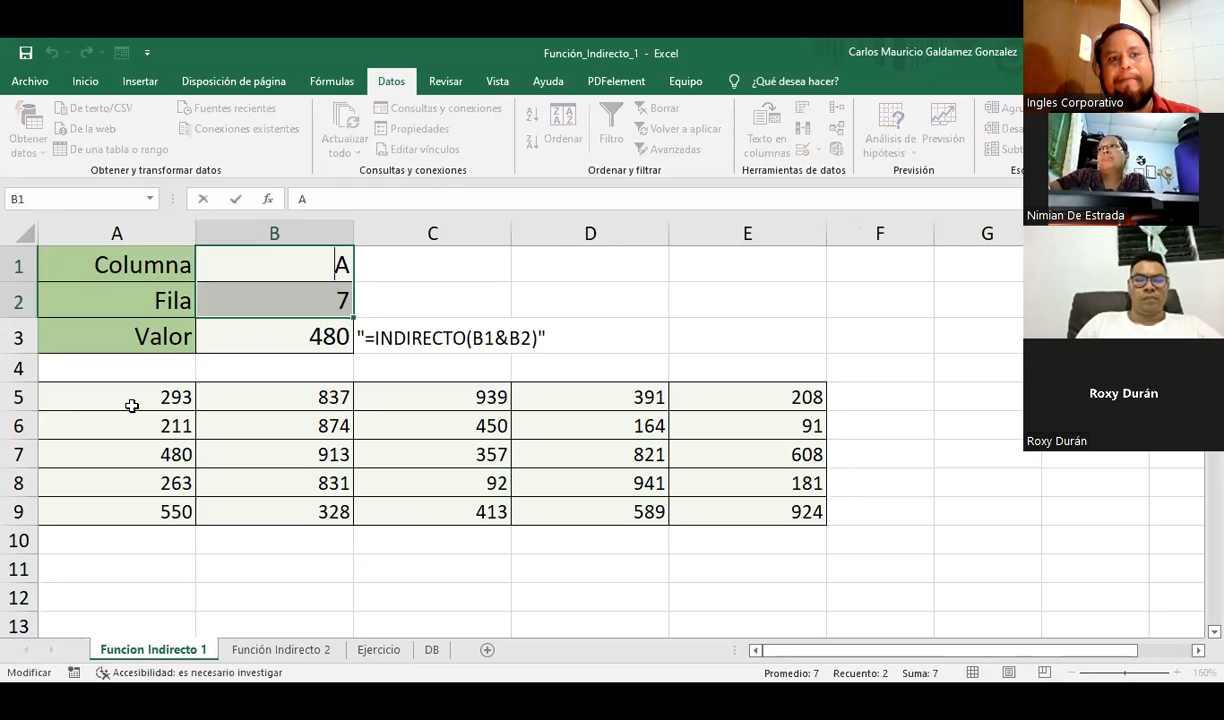 Función_Indirecto_1 - Excel
Carlos Mauricio Galdamez Gonzalez
Archivo Inicio Insertar Disposición de página Fórmulas Datos Revisar Vista Ayuda PDFelement Equipo ¿Qué desea hacer?
Obtener datos
De texto/CSV
De la web
De una tabla o rango
Fuentes recientes
Conexiones existentes
Obtener y transformar datos
Actualizar todo
Consultas y conexiones
Propiedades
Editar vínculos
Consultas y conexiones
Ordenar
Filtro
Borrar
Volver a aplicar
Avanzadas
Ordenar y filtrar
Texto en columnas
Herramientas de datos
Análisis de hipótesis
Previsión
Previsión
B1 fx A
A B C D E F G
1 Columna A
2 Fila 7
3 Valor 480 "=INDIRECTO(B1&B2)"
4
5 293 837 939 391 208
6 211 874 450 164 91
7 480 913 357 821 608
8 263 831 92 941 181
9 550 328 413 589 924
10
11
12
13
Funcion Indirecto 1 Función Indirecto 2 Ejercicio DB
Modificar Accesibilidad: es necesario investigar Promedio: 7 Recuento: 2 Suma: 7 160%
Ingles Corporativo
Nimian De Estrada
Roxy Durán
Roxy Durán